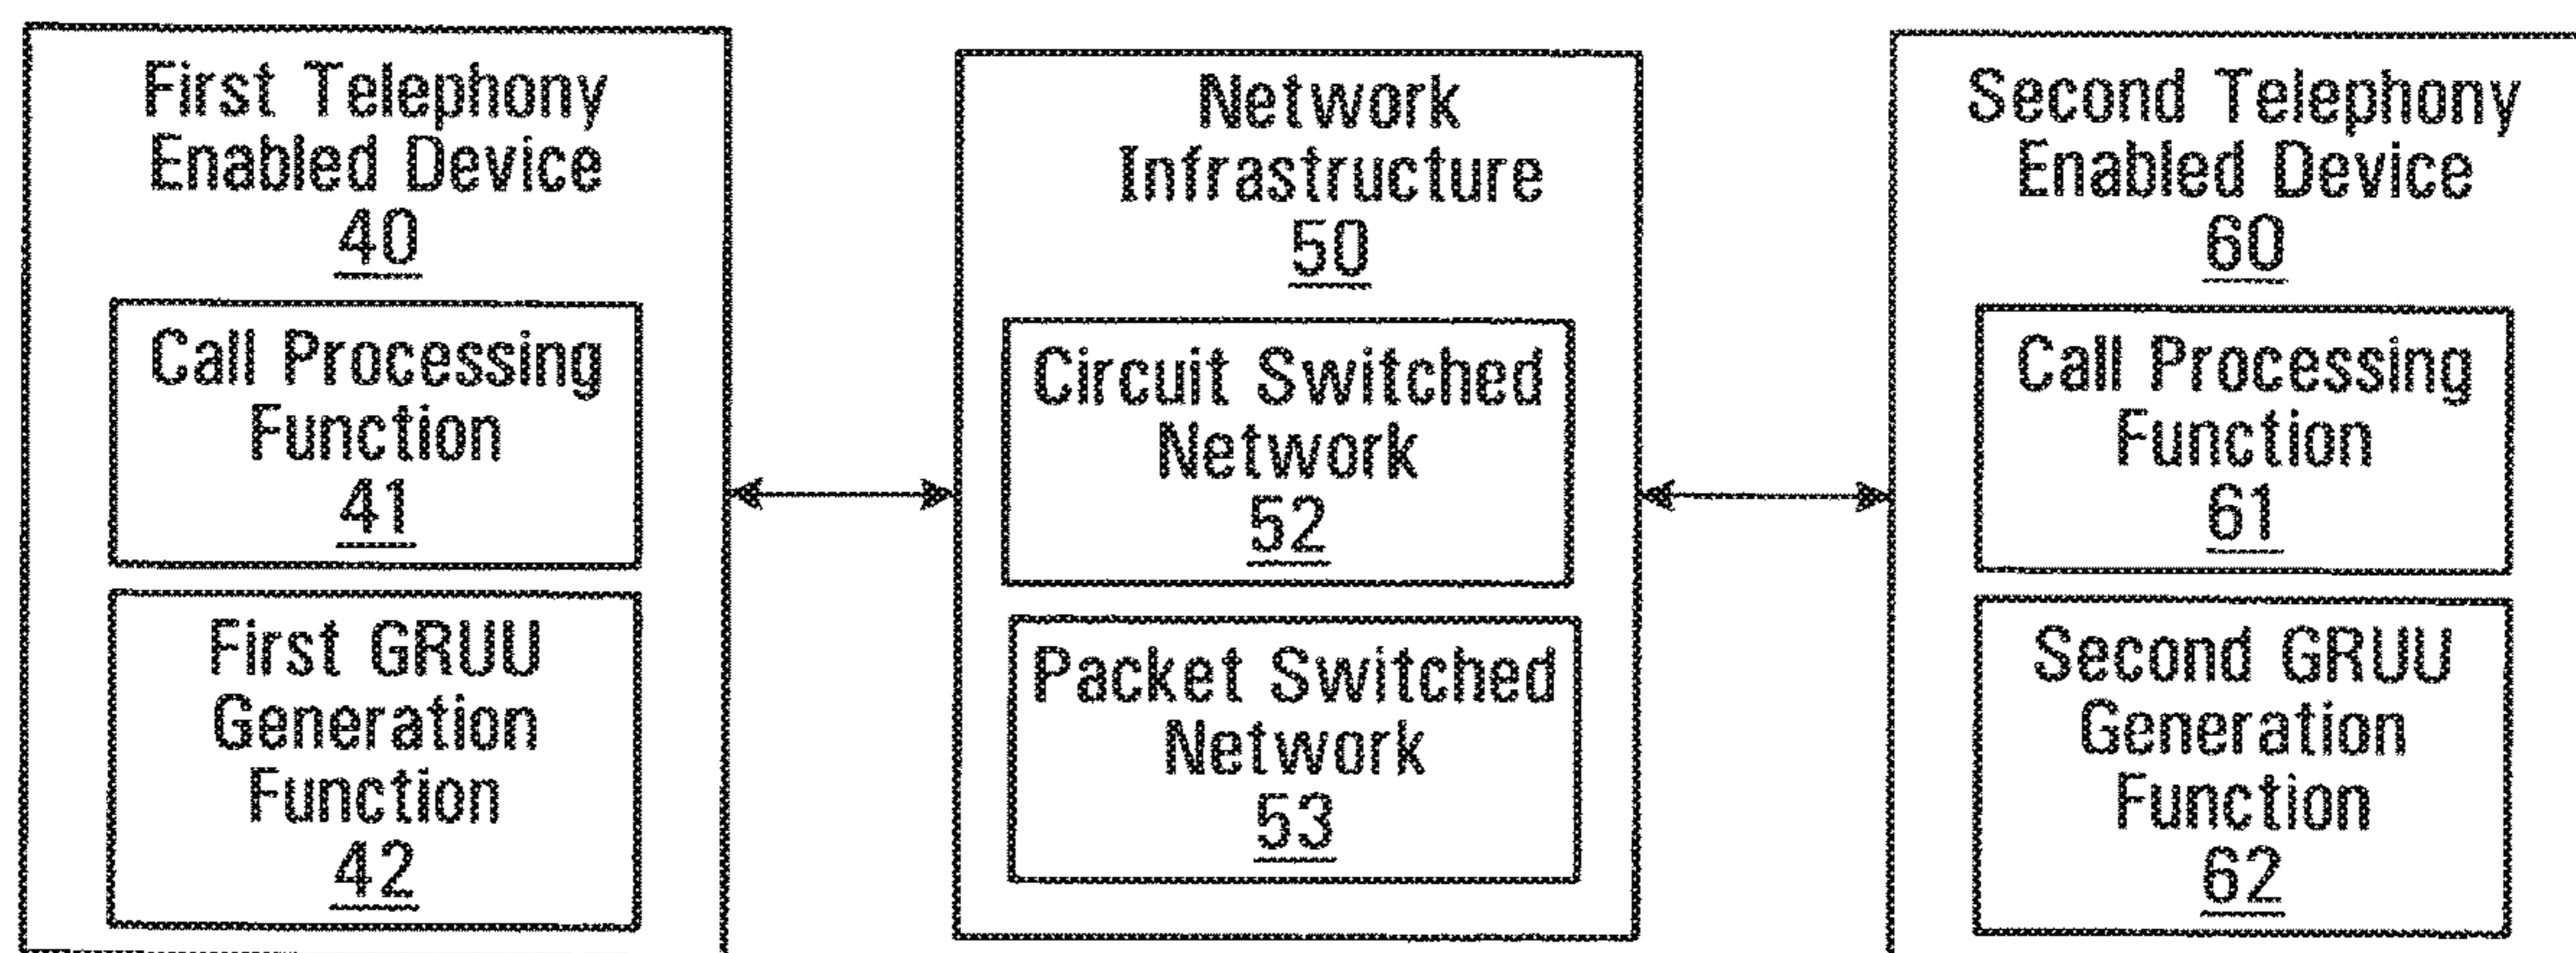 First Telephony
Enabled Device
40
Call Processing
Function
41
First GRUU
Generation
Function
42
Network
Infrastructure
50
Circuit Switched
Network
52
Packet Switched
Network
53
Second Telephony
Enabled Device
60
Call Processing
Function
61
Second GRUU
Generation
Function
62